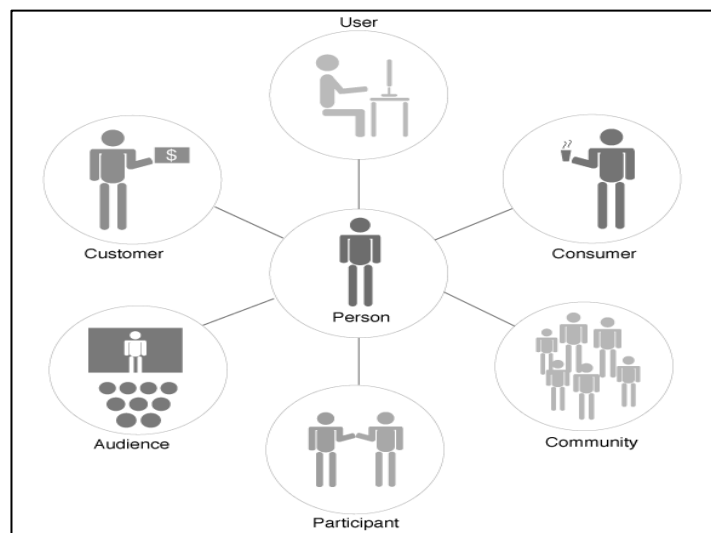 User
$
Customer
Consumer
Person
Audience
Community
Participant